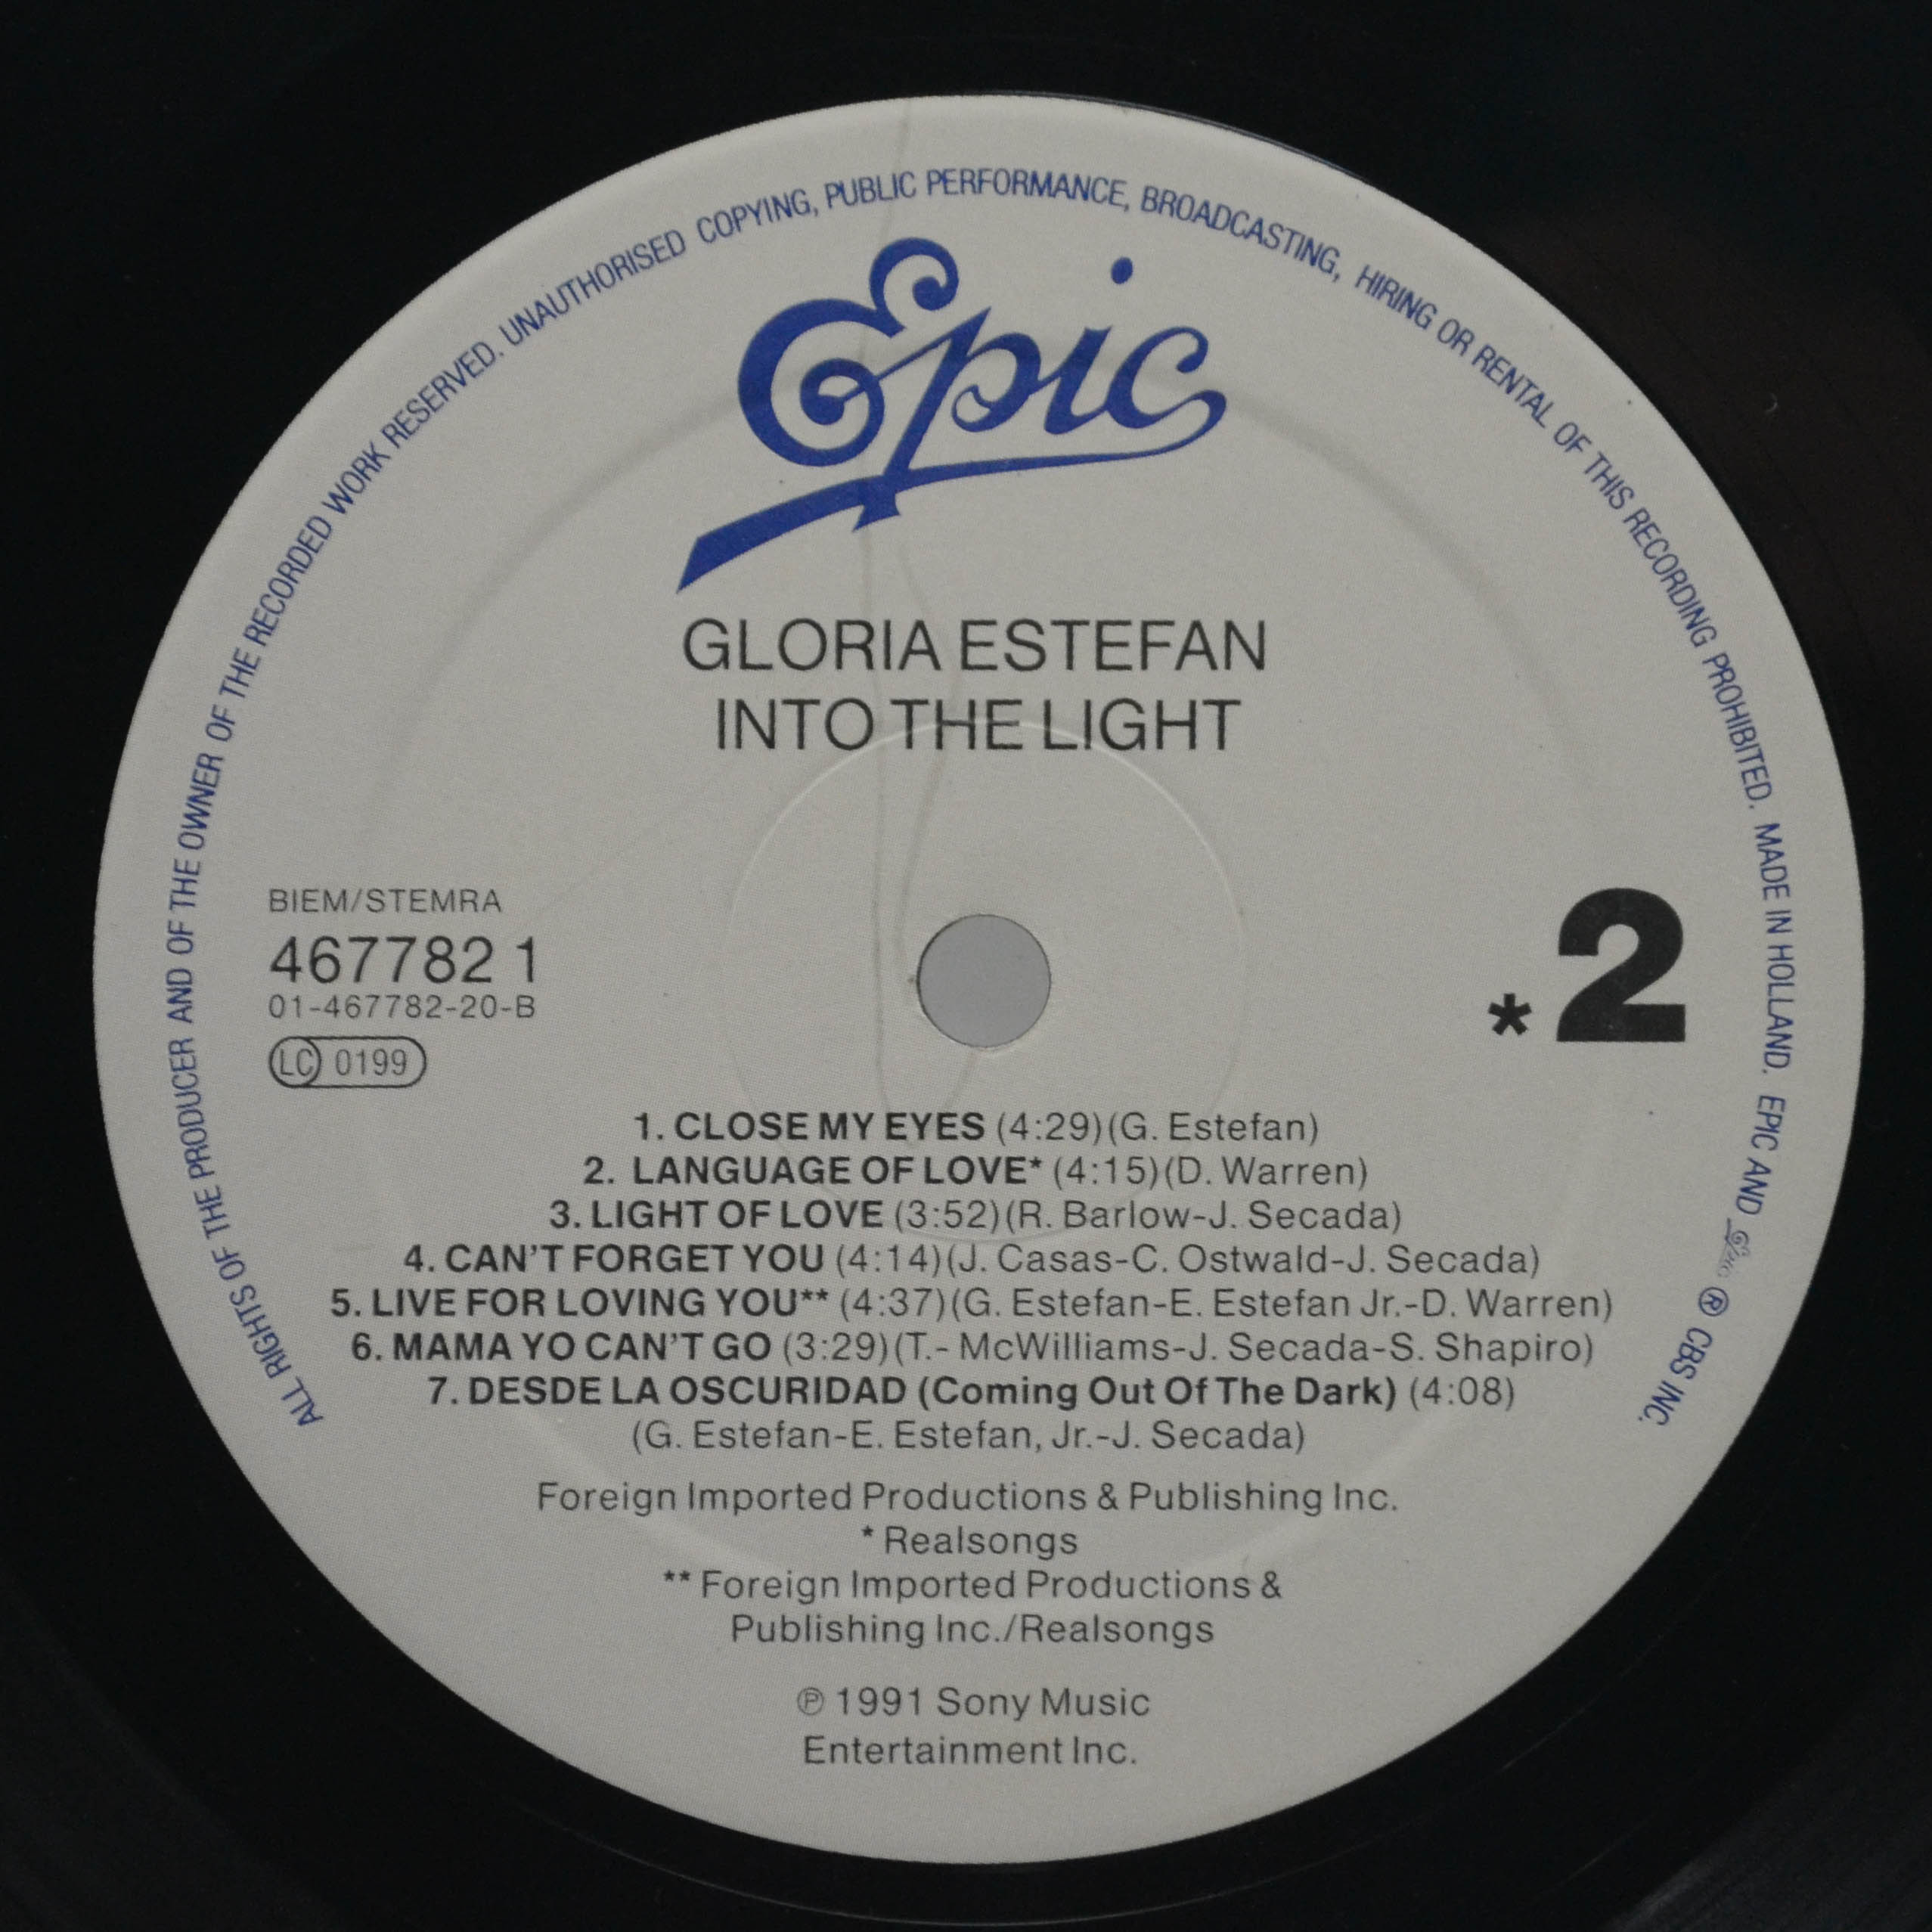 ALL RIGHTS OF THE PRODUCER AND OF THE OWNER OF THE RECORDED WORK RESERVED. UNAUTHORISED COPYING, PUBLIC PERFORMANCE, BROADCASTING, HIRING OR RENTAL OF THIS RECORDING PROHIBITED. MADE IN HOLLAND. EPIC AND Epic ® CBS INC.
Epic
GLORIA ESTEFAN
INTO THE LIGHT
BIEM/STEMRA
467782 1
01-467782-20-B
LC 0199
*2
1. CLOSE MY EYES (4:29)(G. Estefan)
2. LANGUAGE OF LOVE* (4:15)(D. Warren)
3. LIGHT OF LOVE (3:52)(R. Barlow-J. Secada)
4. CAN'T FORGET YOU (4:14)(J. Casas-C. Ostwald-J. Secada)
5. LIVE FOR LOVING YOU** (4:37)(G. Estefan-E. Estefan Jr.-D. Warren)
6. MAMA YO CAN'T GO (3:29)(T.- McWilliams-J. Secada-S. Shapiro)
7. DESDE LA OSCURIDAD (Coming Out Of The Dark) (4:08)
(G. Estefan-E. Estefan, Jr.-J. Secada)
Foreign Imported Productions & Publishing Inc.
* Realsongs
** Foreign Imported Productions &
Publishing Inc./Realsongs
℗ 1991 Sony Music
Entertainment Inc.